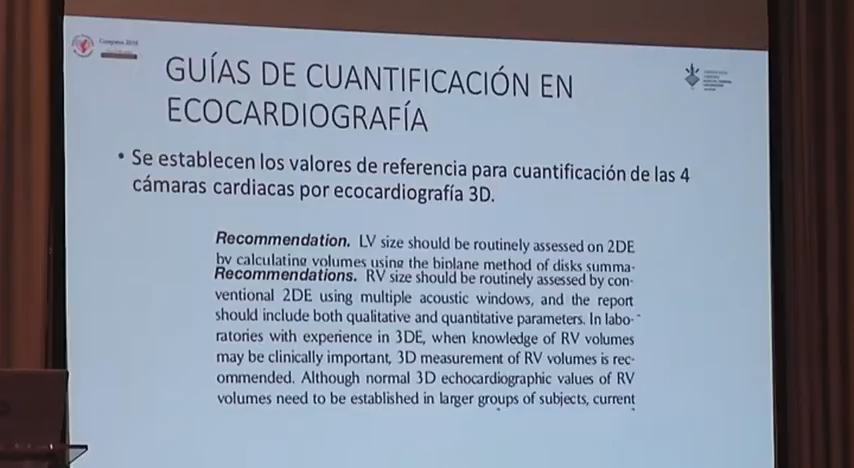 GUÍAS DE CUANTIFICACIÓN EN
ECOCARDIOGRAFÍA
• Se establecen los valores de referencia para cuantificación de las 4
cámaras cardiacas por ecocardiografía 3D.
Recommendation. LV size should be routinely assessed on 2DE
by calculating volumes using the biplane method of disks summa-
Recommendations. RV size should be routinely assessed by con-
ventional 2DE using multiple acoustic windows, and the report
should include both qualitative and quantitative parameters. In labo-
ratories with experience in 3DE, when knowledge of RV volumes
may be clinically important, 3D measurement of RV volumes is rec-
ommended. Although normal 3D echocardiographic values of RV
volumes need to be established in larger groups of subjects, current